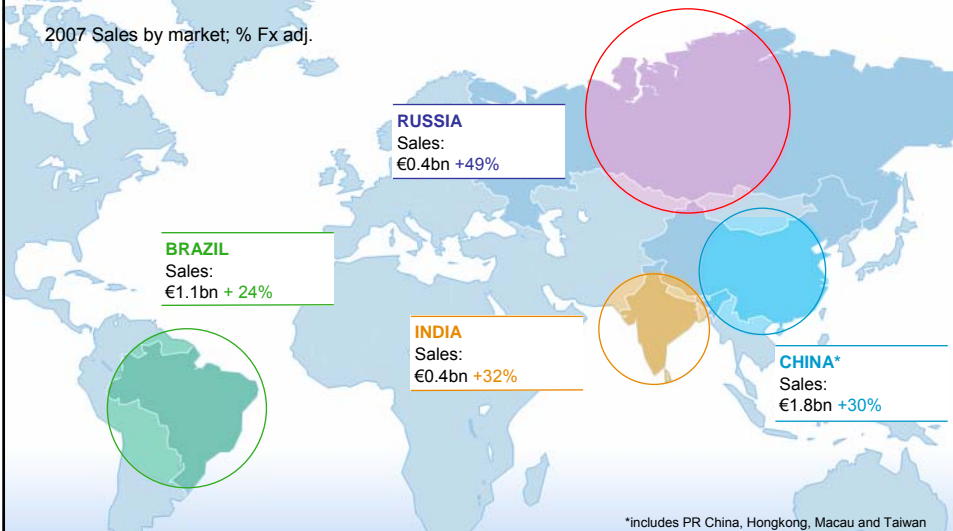 2007 Sales by market; % Fx adj.
RUSSIA
Sales:
€0.4bn +49%
BRAZIL
Sales:
€1.1bn + 24%
INDIA
Sales:
€0.4bn +32%
CHINA*
Sales:
€1.8bn +30%
*includes PR China, Hongkong, Macau and Taiwan